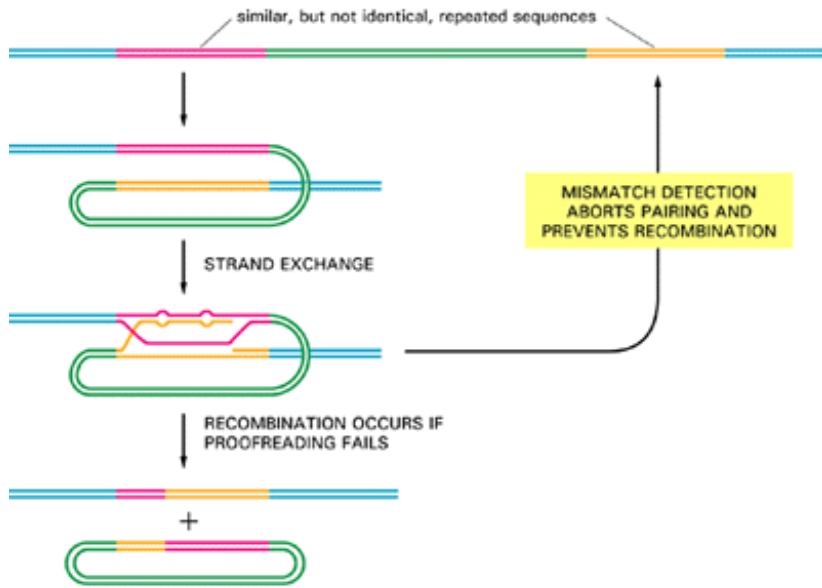 similar, but not identical, repeated sequences
MISMATCH DETECTION
ABORTS PAIRING AND
PREVENTS RECOMBINATION
STRAND EXCHANGE
RECOMBINATION OCCURS IF
PROOFREADING FAILS
+